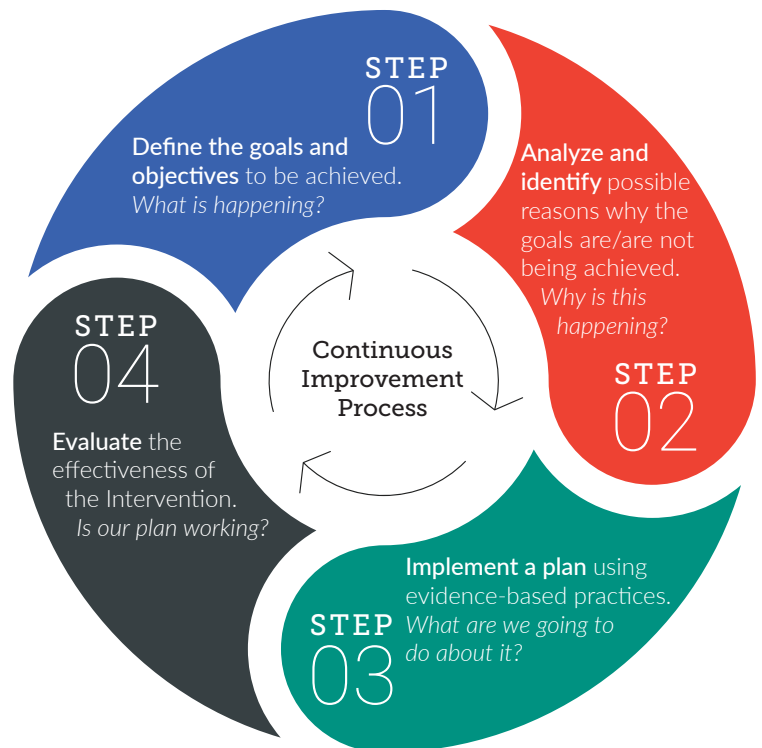 STEP
01
Define the goals and
objectives to be achieved.
What is happening?
Analyze and
identify possible
reasons why the
goals are/are not
being achieved.
Why is this
happening?
STEP
02
Implement a plan using
evidence-based practices.
What are we going to
do about it?
STEP
03
STEP
04
Evaluate the
effectiveness of
the Intervention.
Is our plan working?
Continuous
Improvement
Process